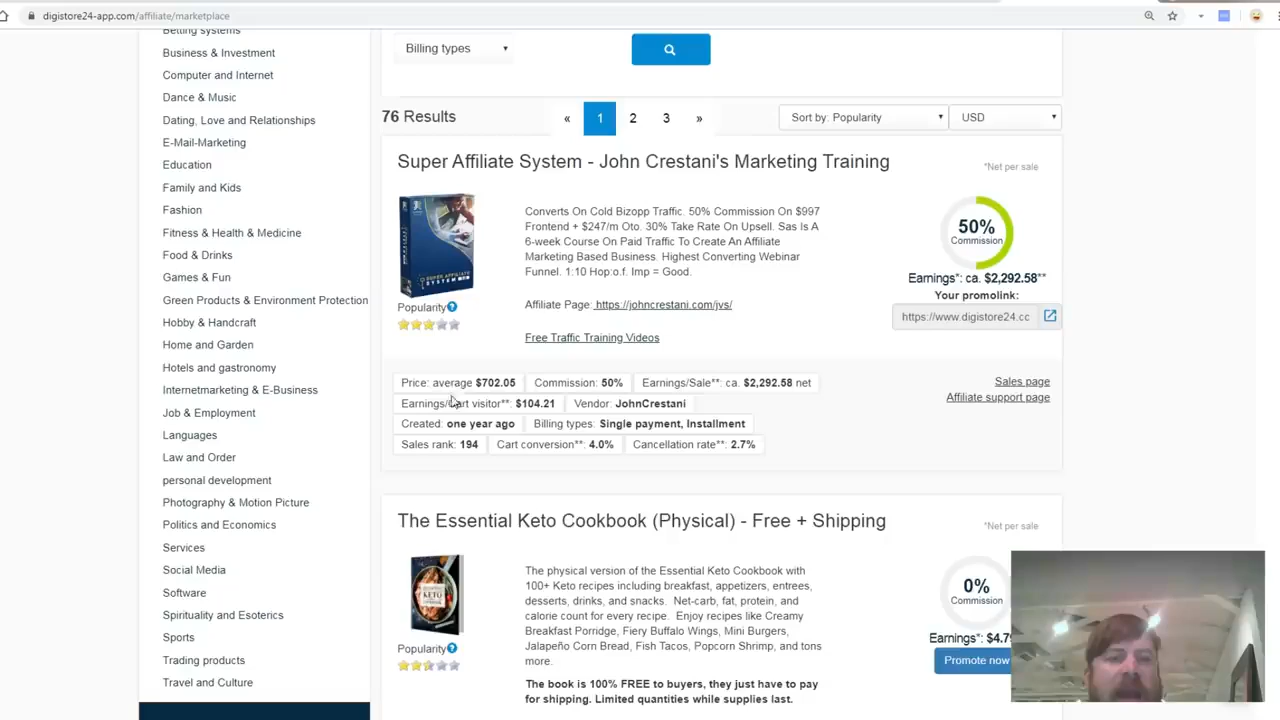 digistore24-app.com/affiliate/marketplace
Betting systems
Business & Investment
Computer and Internet
Dance & Music
Dating, Love and Relationships
E-Mail-Marketing
Education
Family and Kids
Fashion
Fitness & Health & Medicine
Food & Drinks
Games & Fun
Green Products & Environment Protection
Hobby & Handcraft
Home and Garden
Hotels and gastronomy
Internetmarketing & E-Business
Job & Employment
Languages
Law and Order
personal development
Photography & Motion Picture
Politics and Economics
Services
Social Media
Software
Spirituality and Esoterics
Sports
Trading products
Travel and Culture
Billing types
76 Results
« 1 2 3 »
Sort by: Popularity
USD
Super Affiliate System - John Crestani's Marketing Training
*Net per sale
SUPER AFFILIATE
SYSTEM
Popularity
Converts On Cold Bizopp Traffic. 50% Commission On $997
Frontend + $247/m Oto. 30% Take Rate On Upsell. Sas Is A
6-week Course On Paid Traffic To Create An Affiliate
Marketing Based Business. Highest Converting Webinar
Funnel. 1:10 Hop:o.f. Imp = Good.
Affiliate Page: https://johncrestani.com/jvs/
Free Traffic Training Videos
50%
Commission
Earnings*: ca. $2,292.58**
Your promolink:
https://www.digistore24.cc
Price: average $702.05 Commission: 50% Earnings/Sale**: ca. $2,292.58 net
Earnings/Cart visitor**: $104.21 Vendor: JohnCrestani
Created: one year ago Billing types: Single payment, Installment
Sales rank: 194 Cart conversion**: 4.0% Cancellation rate**: 2.7%
Sales page
Affiliate support page
The Essential Keto Cookbook (Physical) - Free + Shipping
*Net per sale
KETO
Popularity
The physical version of the Essential Keto Cookbook with
100+ Keto recipes including breakfast, appetizers, entrees,
desserts, drinks, and snacks. Net-carb, fat, protein, and
calorie count for every recipe. Enjoy recipes like Creamy
Breakfast Porridge, Fiery Buffalo Wings, Mini Burgers,
Jalapeño Corn Bread, Fish Tacos, Popcorn Shrimp, and tons
more.
The book is 100% FREE to buyers, they just have to pay
for shipping. Limited quantities while supplies last.
0%
Commission
Earnings*: $4.7
Promote now